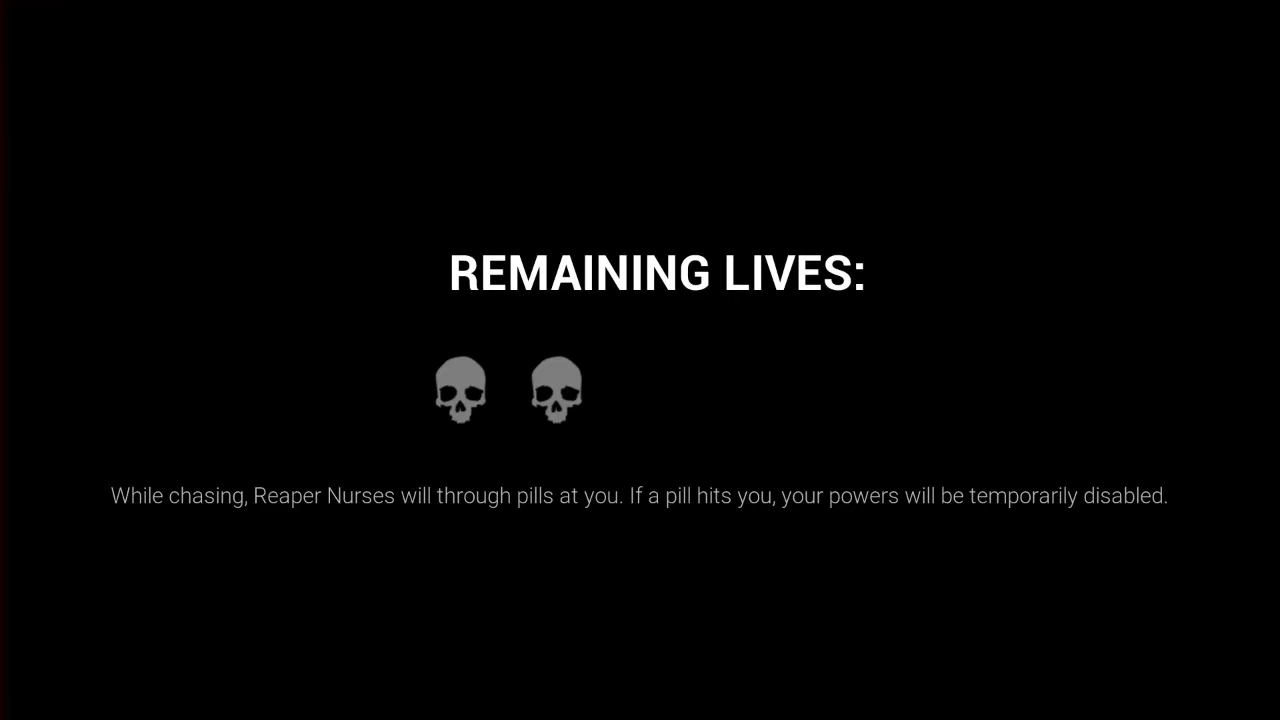 REMAINING LIVES:
While chasing, Reaper Nurses will through pills at you. If a pill hits you, your powers will be temporarily disabled.